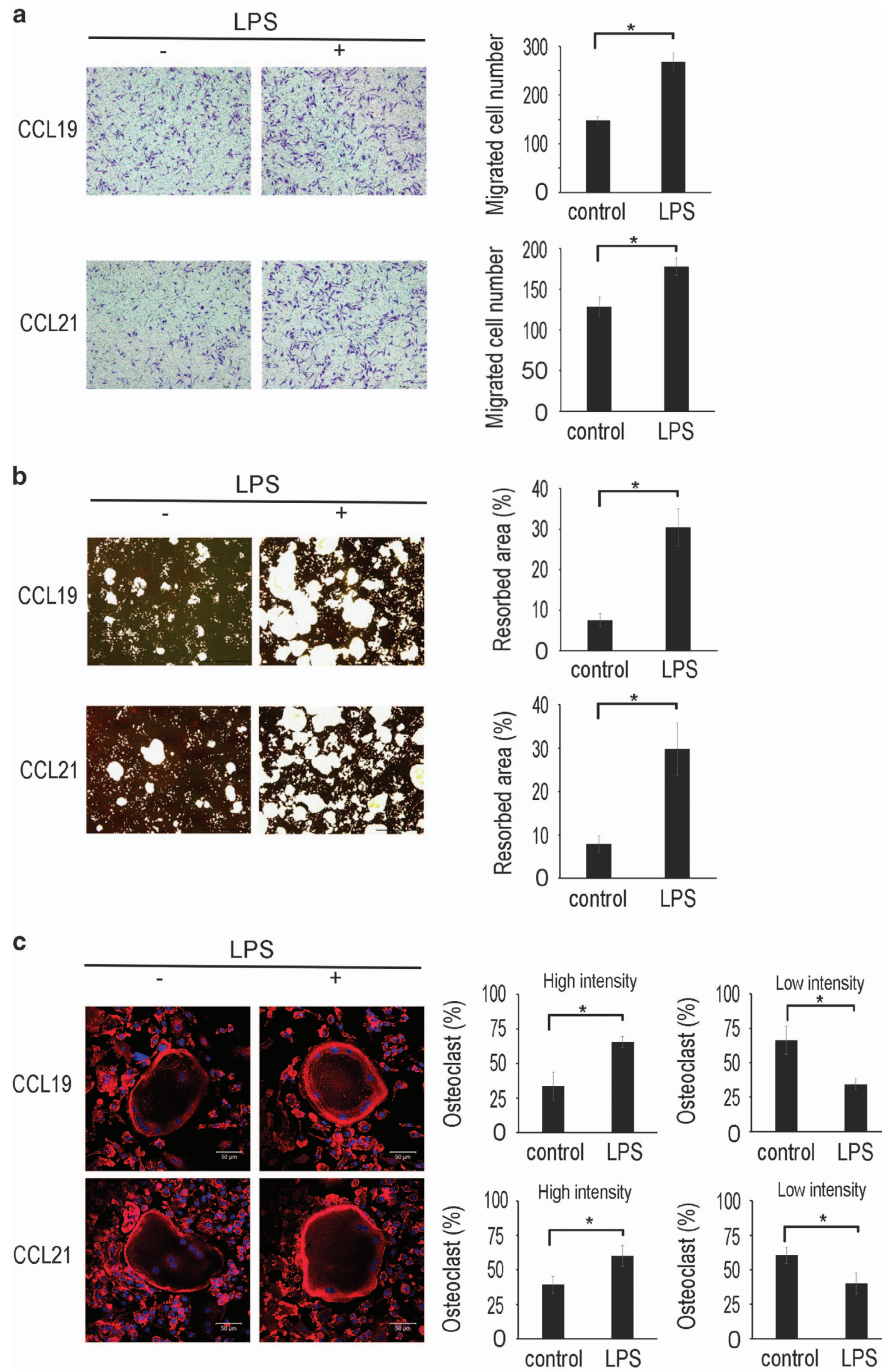 a
LPS
- +
CCL19
CCL21
Migrated cell number
300
250
200
150
100
50
0
*
control LPS
Migrated cell number
200
150
100
50
0
*
control LPS
b
LPS
- +
CCL19
CCL21
Resorbed area (%)
40
30
20
10
0
*
control LPS
Resorbed area (%)
40
30
20
10
0
*
control LPS
c
LPS
- +
CCL19
50 µm
50 µm
CCL21
50 µm
50 µm
High intensity
Osteoclast (%)
100
75
50
25
0
*
control LPS
Low intensity
Osteoclast (%)
100
75
50
25
0
*
control LPS
High intensity
Osteoclast (%)
100
75
50
25
0
*
control LPS
Low intensity
Osteoclast (%)
100
75
50
25
0
*
control LPS